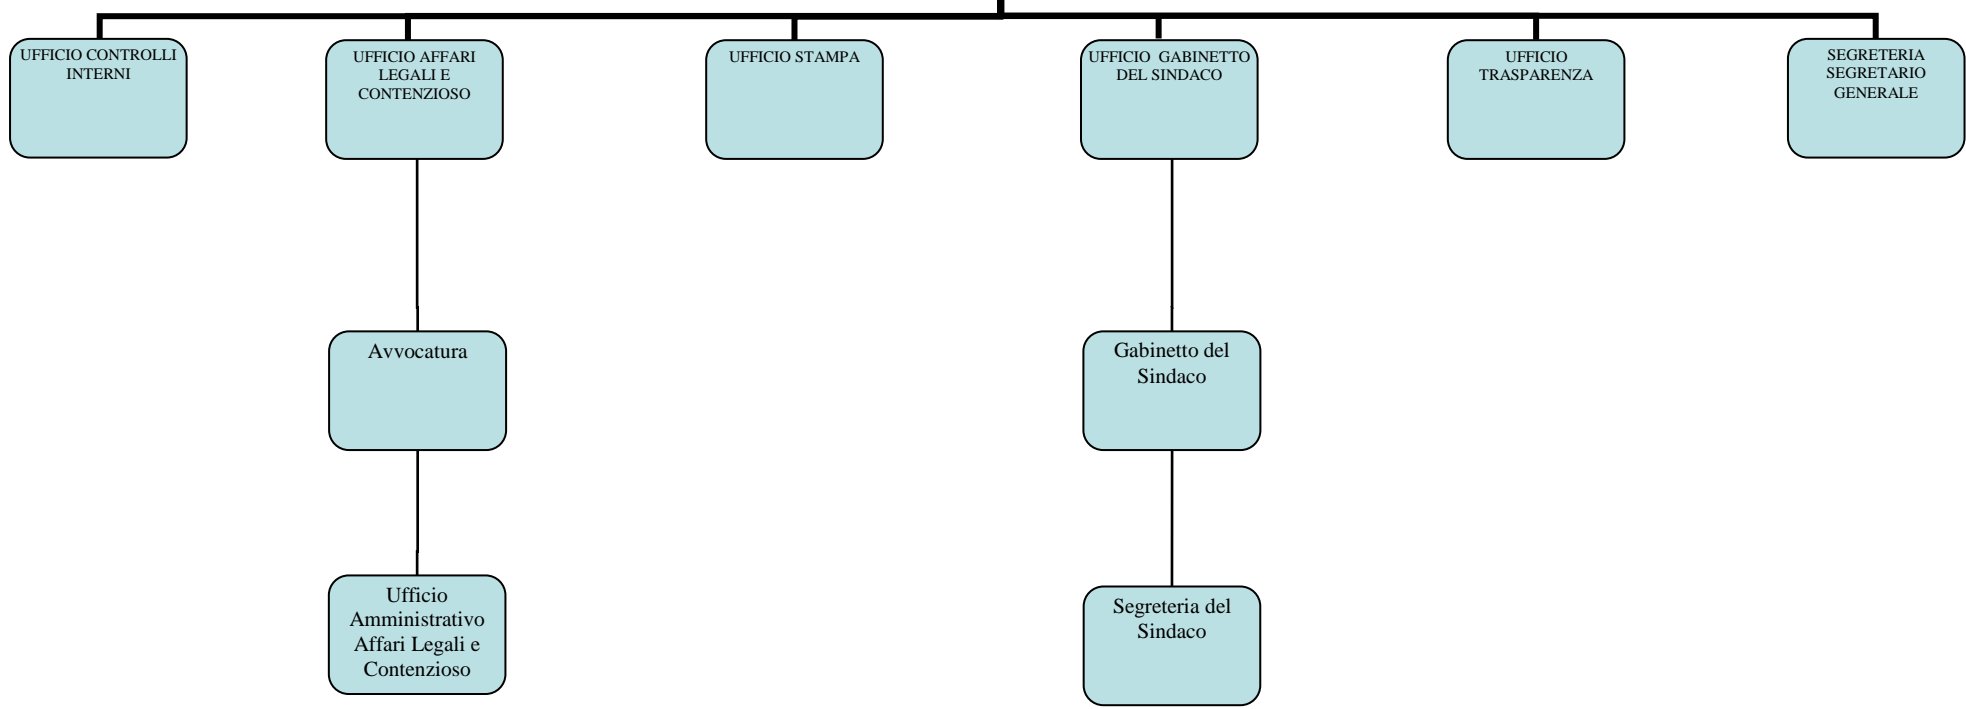 UFFICIO CONTROLLI
INTERNI
UFFICIO AFFARI
LEGALI E
CONTENZIOSO
UFFICIO STAMPA
UFFICIO GABINETTO
DEL SINDACO
UFFICIO
TRASPARENZA
SEGRETERIA
SEGRETARIO
GENERALE
Avvocatura
Gabinetto del
Sindaco
Ufficio
Amministrativo
Affari Legali e
Contenzioso
Segreteria del
Sindaco